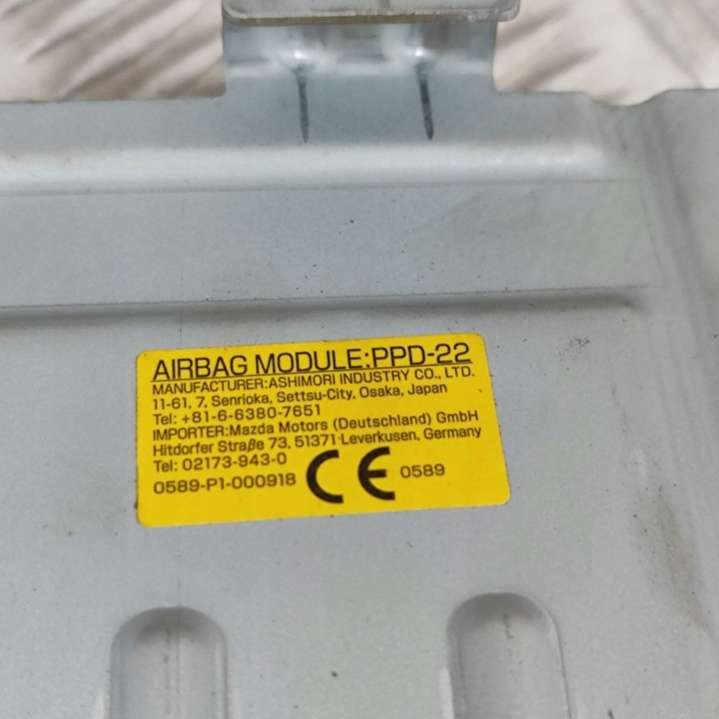 AIRBAG MODULE:PPD-22
MANUFACTURER:ASHIMORI INDUSTRY CO., LTD.
11-61, 7, Senrioka, Settsu-City, Osaka, Japan
Tel: +81-6-6380-7651
IMPORTER:Mazda Motors (Deutschland) GmbH
Hitdorfer Straße 73, 51371 Leverkusen, Germany
Tel: 02173-943-0
0589-P1-000918 CE 0589